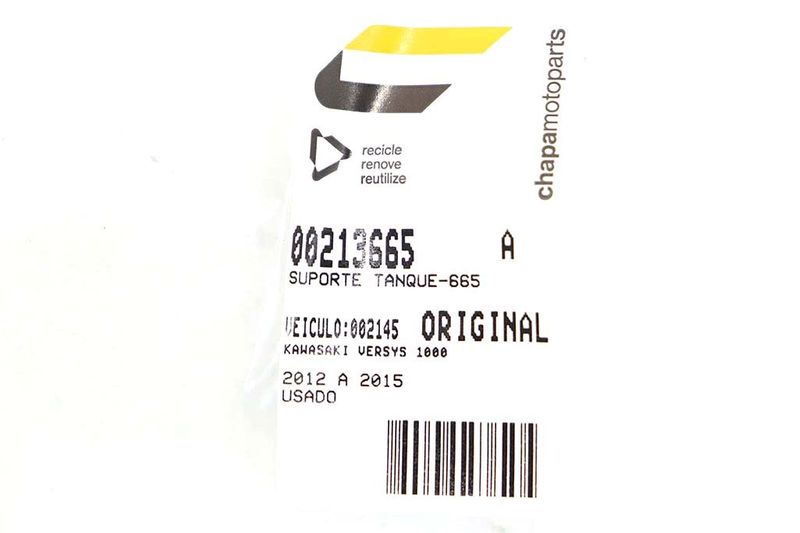 chapamotoparts
recicle
renove
reutilize
00213665 A
SUPORTE TANQUE-665
VEICULO:002145 ORIGINAL
KAWASAKI VERSYS 1000
2012 A 2015
USADO